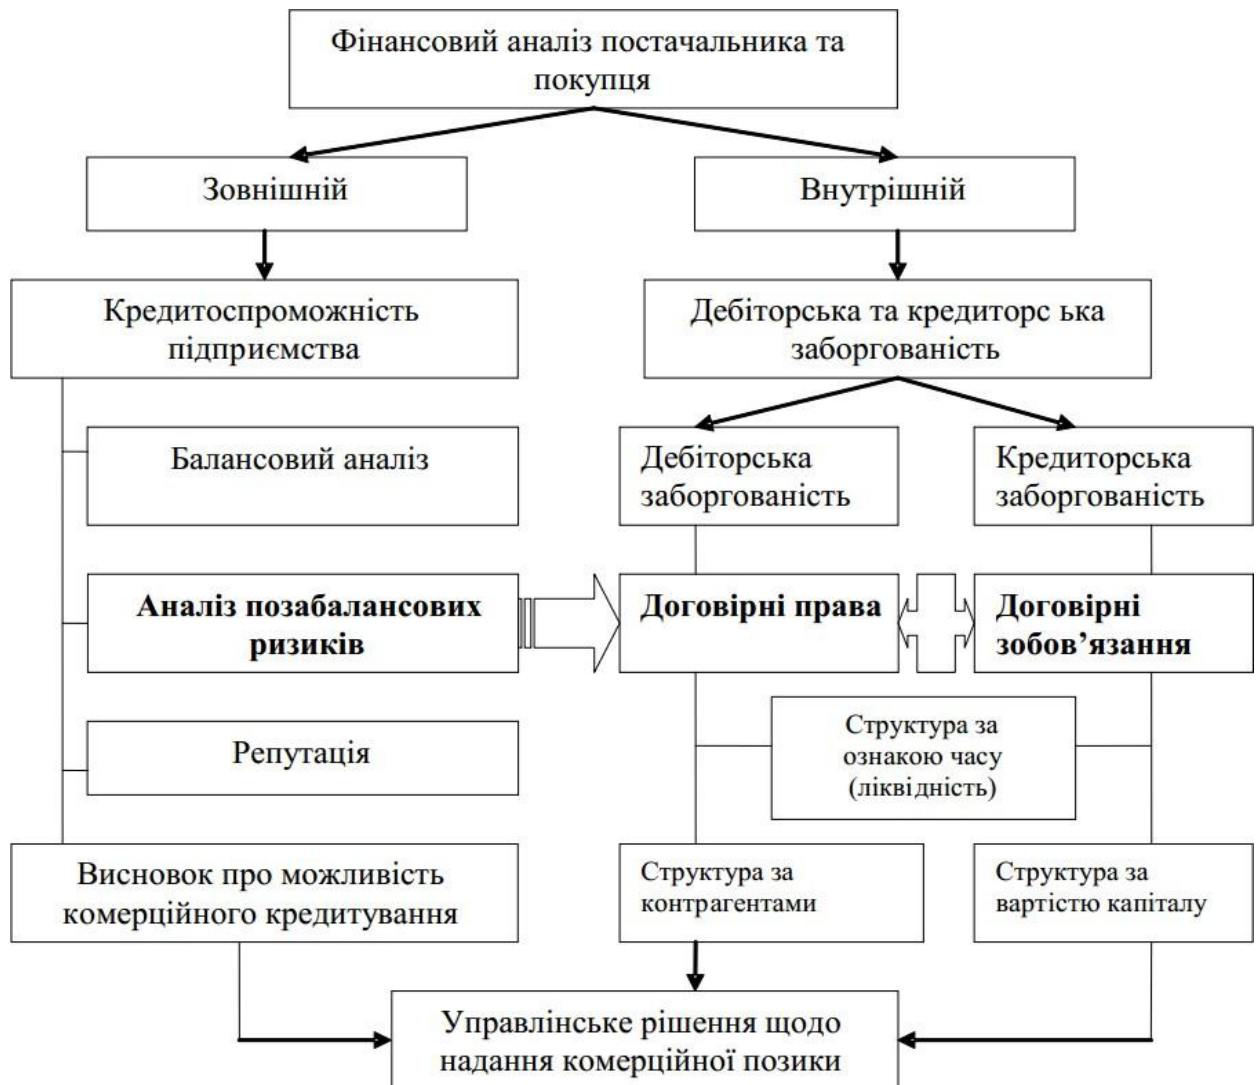 Фінансовий аналіз постачальника та
покупця
Зовнішній
Внутрішній
Кредитоспроможність
підприємства
Дебіторська та кредиторс ька
заборгованість
Балансовий аналіз
Дебіторська
заборгованість
Кредиторська
заборгованість
Аналіз позабалансових
ризиків
Договірні права
Договірні
зобов’язання
Репутація
Структура за
ознакою часу
(ліквідність)
Висновок про можливість
комерційного кредитування
Структура за
контрагентами
Структура за
вартістю капіталу
Управлінське рішення щодо
надання комерційної позики